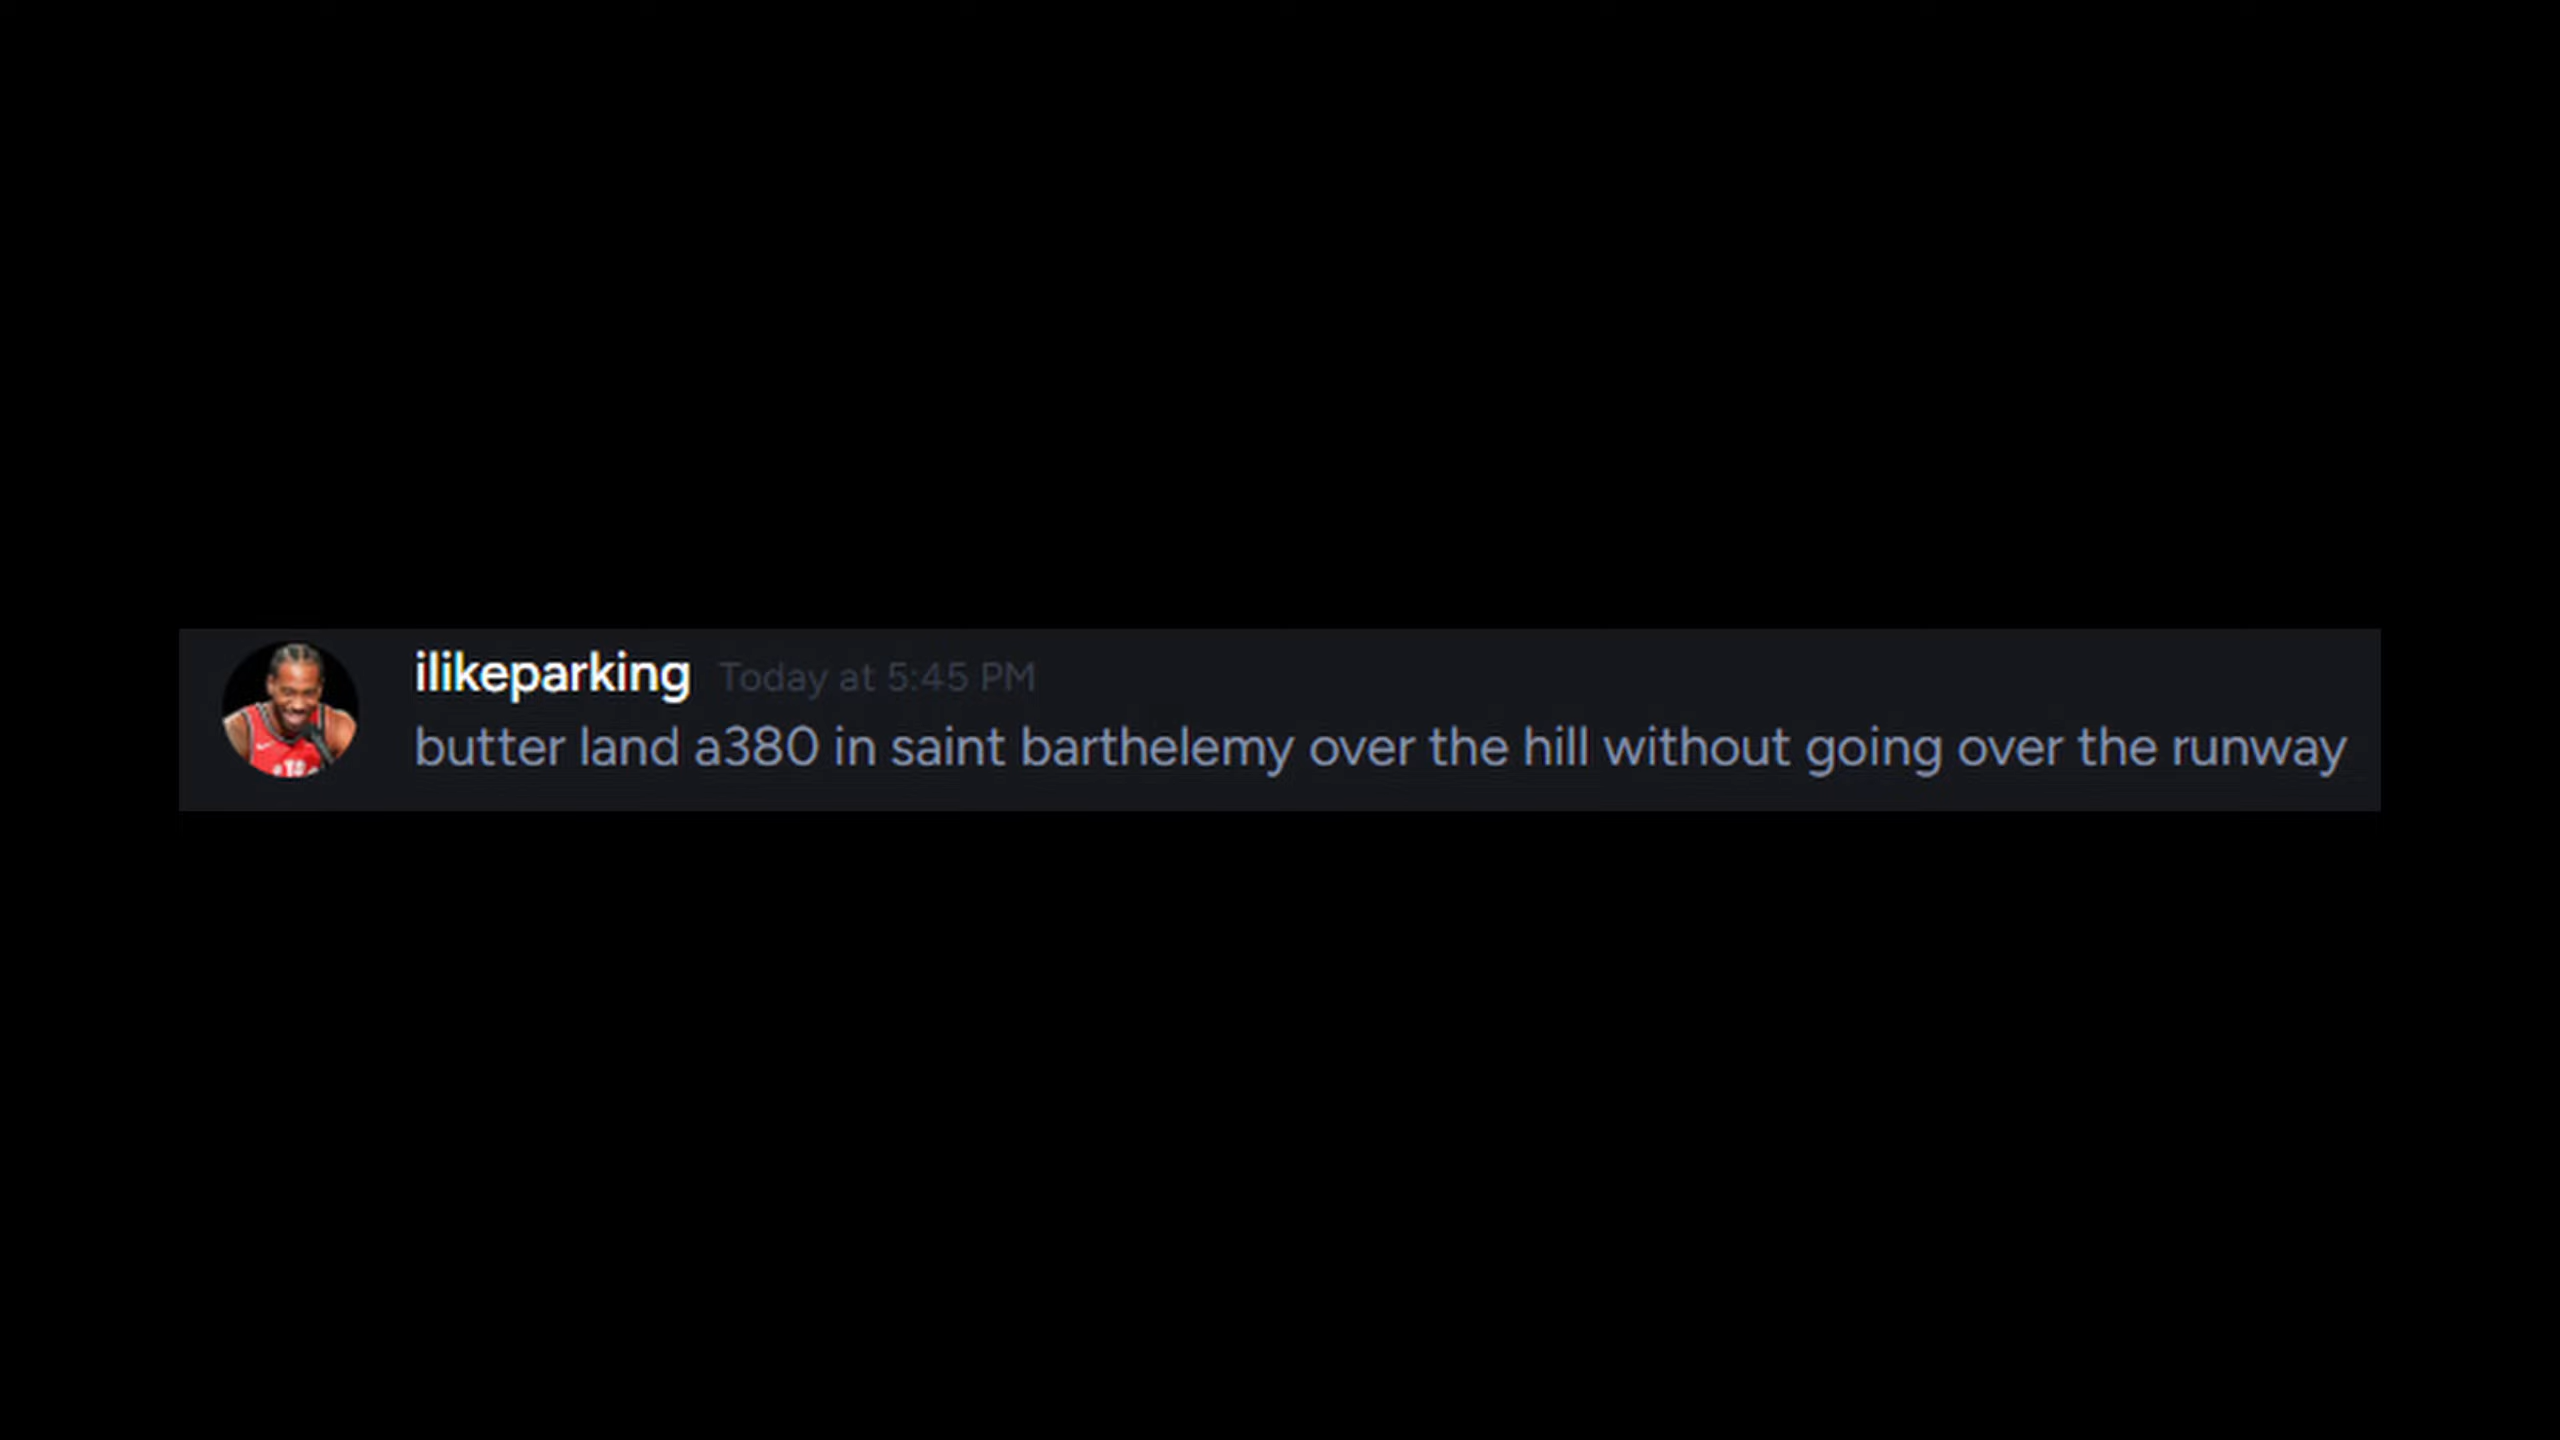 ilikeparking Today at 5:45 PM
butter land a380 in saint barthelemy over the hill without going over the runway